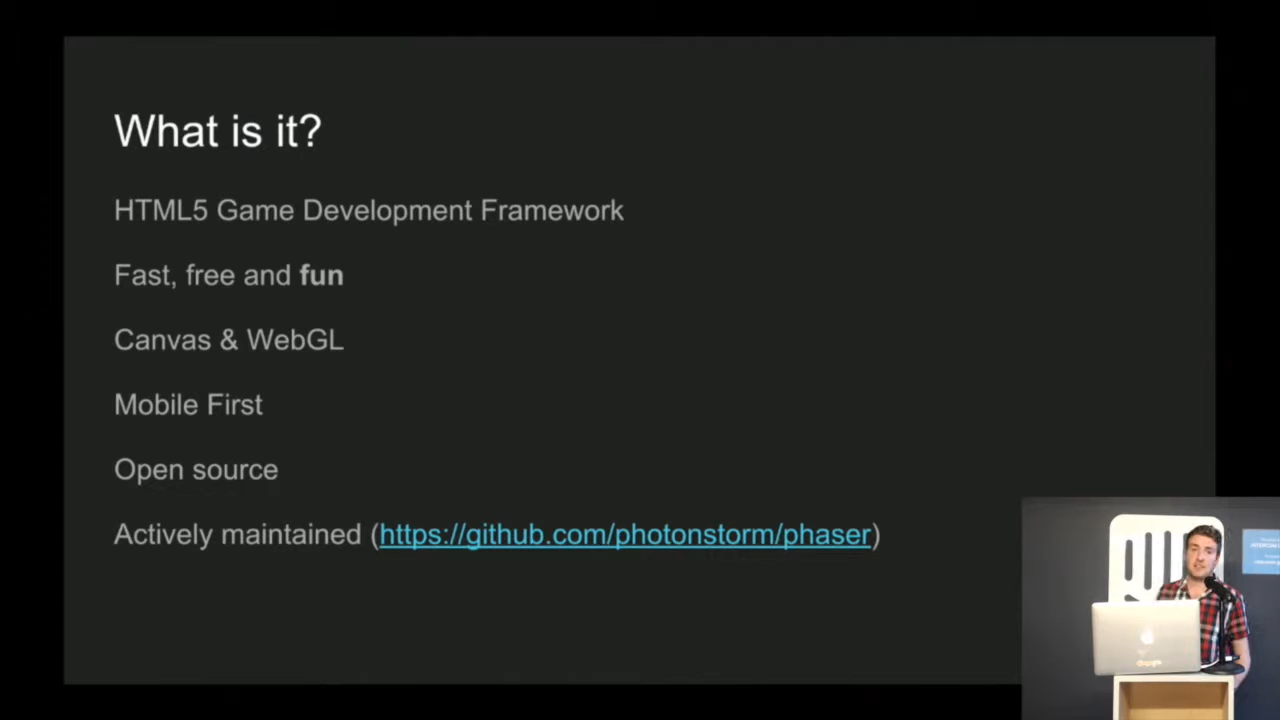 What is it?
HTML5 Game Development Framework
Fast, free and fun
Canvas & WebGL
Mobile First
Open source
Actively maintained (https://github.com/photonstorm/phaser)